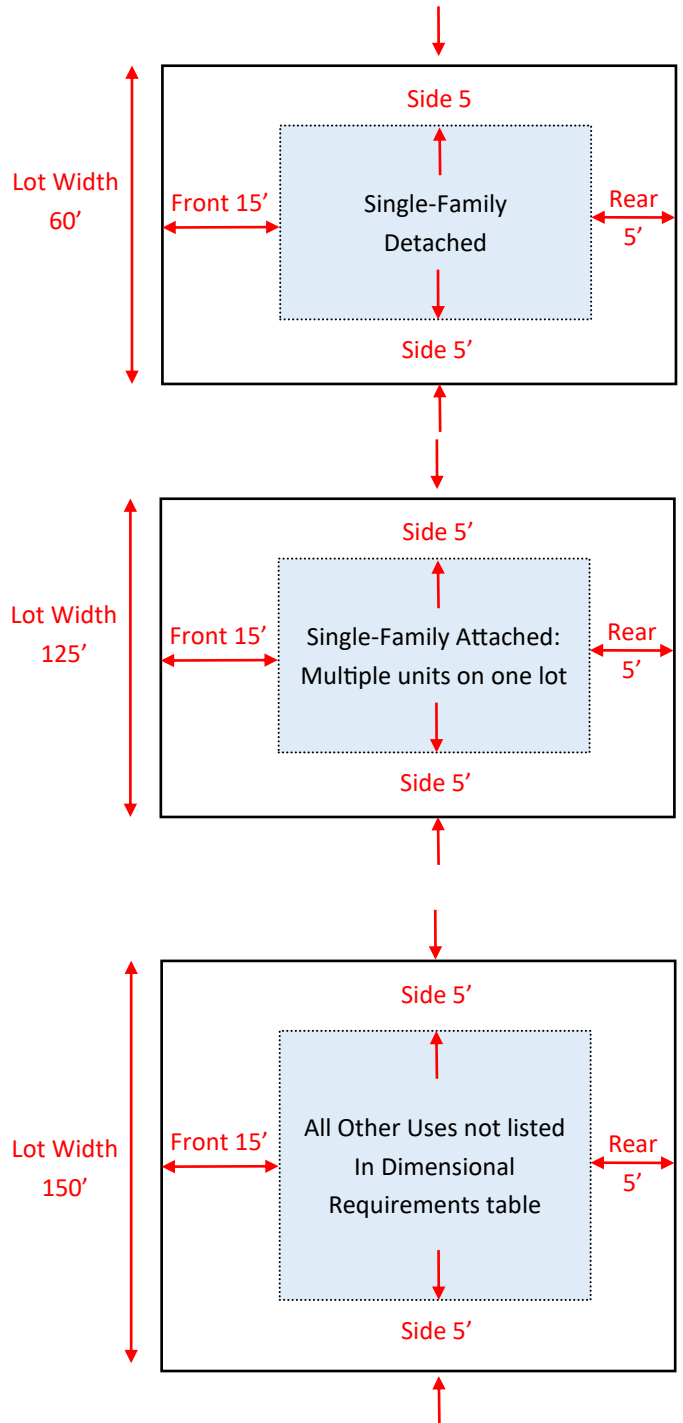 Side 5
Lot Width
60’
Front 15’
Single-Family
Detached
Rear
5’
Side 5’
Side 5’
Lot Width
125’
Front 15’
Single-Family Attached:
Multiple units on one lot
Rear
5’
Side 5’
Side 5’
Lot Width
150’
Front 15’
All Other Uses not listed
In Dimensional
Requirements table
Rear
5’
Side 5’